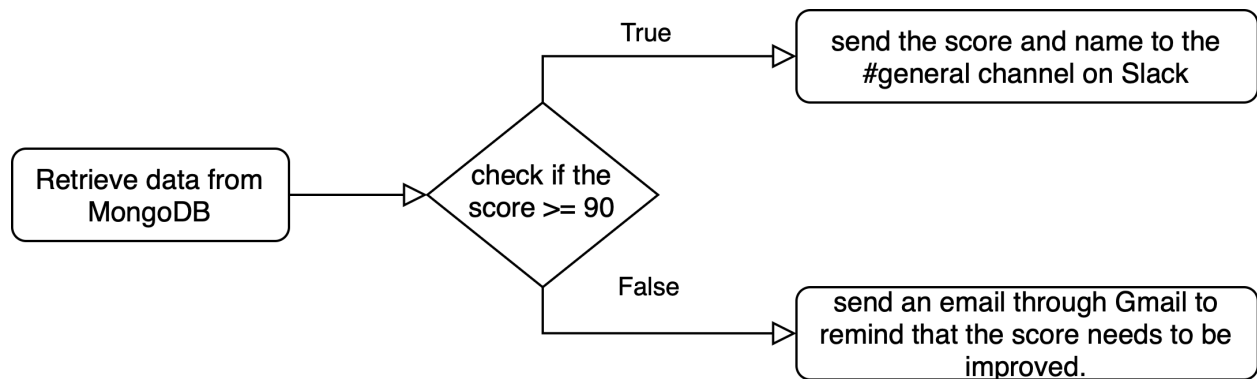 True
send the score and name to the
#general channel on Slack
Retrieve data from
MongoDB
check if the
score >= 90
False
send an email through Gmail to
remind that the score needs to be
improved.